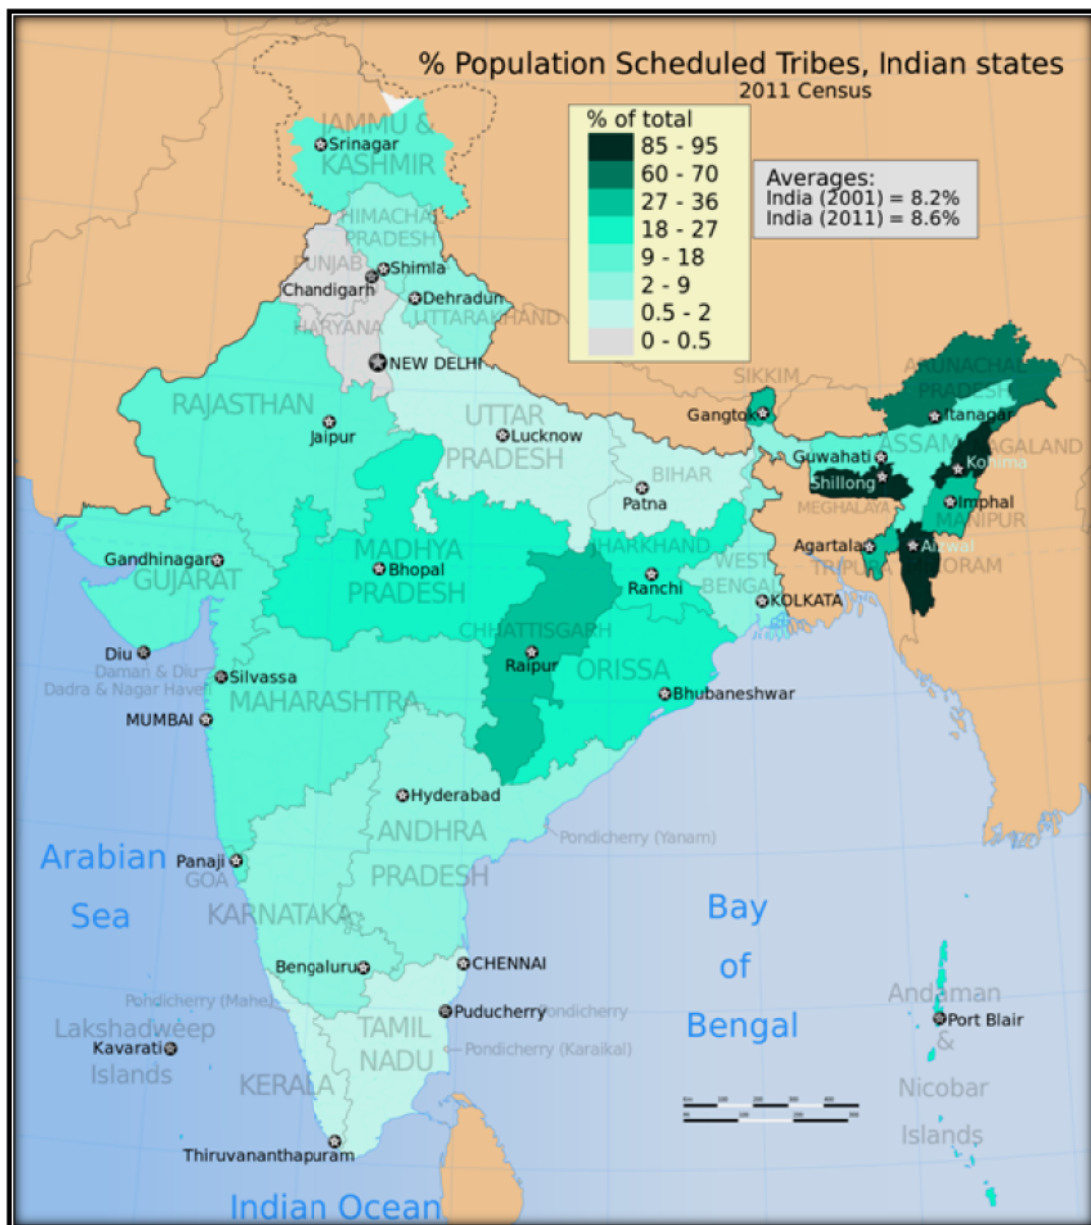 % Population Scheduled Tribes, Indian states
2011 Census
% of total
85 - 95
60 - 70
27 - 36
18 - 27
9 - 18
2 - 9
0.5 - 2
0 - 0.5
Averages:
India (2001) = 8.2%
India (2011) = 8.6%
JAMMU &
Srinagar
KASHMIR
HIMACHAL
PRADESH
PUNJAB
Shimla
Chandigarh
Dehradun
UTTARAKHAND
HARYANA
NEW DELHI
RAJASTHAN
Jaipur
UTTAR
PRADESH
Lucknow
BIHAR
Patna
SIKKIM
Gangtok
ARUNACHAL
PRADESH
Itanagar
ASSAM
NAGALAND
Guwahati
Kohima
Shillong
MEGHALAYA
Imphal
MANIPUR
Agartala
TRIPURA
Aizwal
MIZORAM
Gandhinagar
GUJARAT
MADHYA
Bhopal
PRADESH
JHARKHAND
Ranchi
WEST
BENGAL
KOLKATA
CHHATTISGARH
Raipur
ORISSA
Bhubaneshwar
Diu
Daman & Diu
Dadra & Nagar Haveli
Silvassa
MAHARASHTRA
MUMBAI
Hyderabad
ANDHRA
PRADESH
Pondicherry (Yanam)
Panaji
GOA
KARNATAKA
Arabian
Sea
Bay
of
Bengal
Bengaluru
CHENNAI
Pondicherry (Mahe)
Puducherry
Pondicherry
Lakshadweep
Kavarati
Islands
TAMIL
NADU
Pondicherry (Karaikal)
KERALA
Thiruvananthapuram
Andaman
Port Blair
&
Nicobar
Islands
Indian Ocean